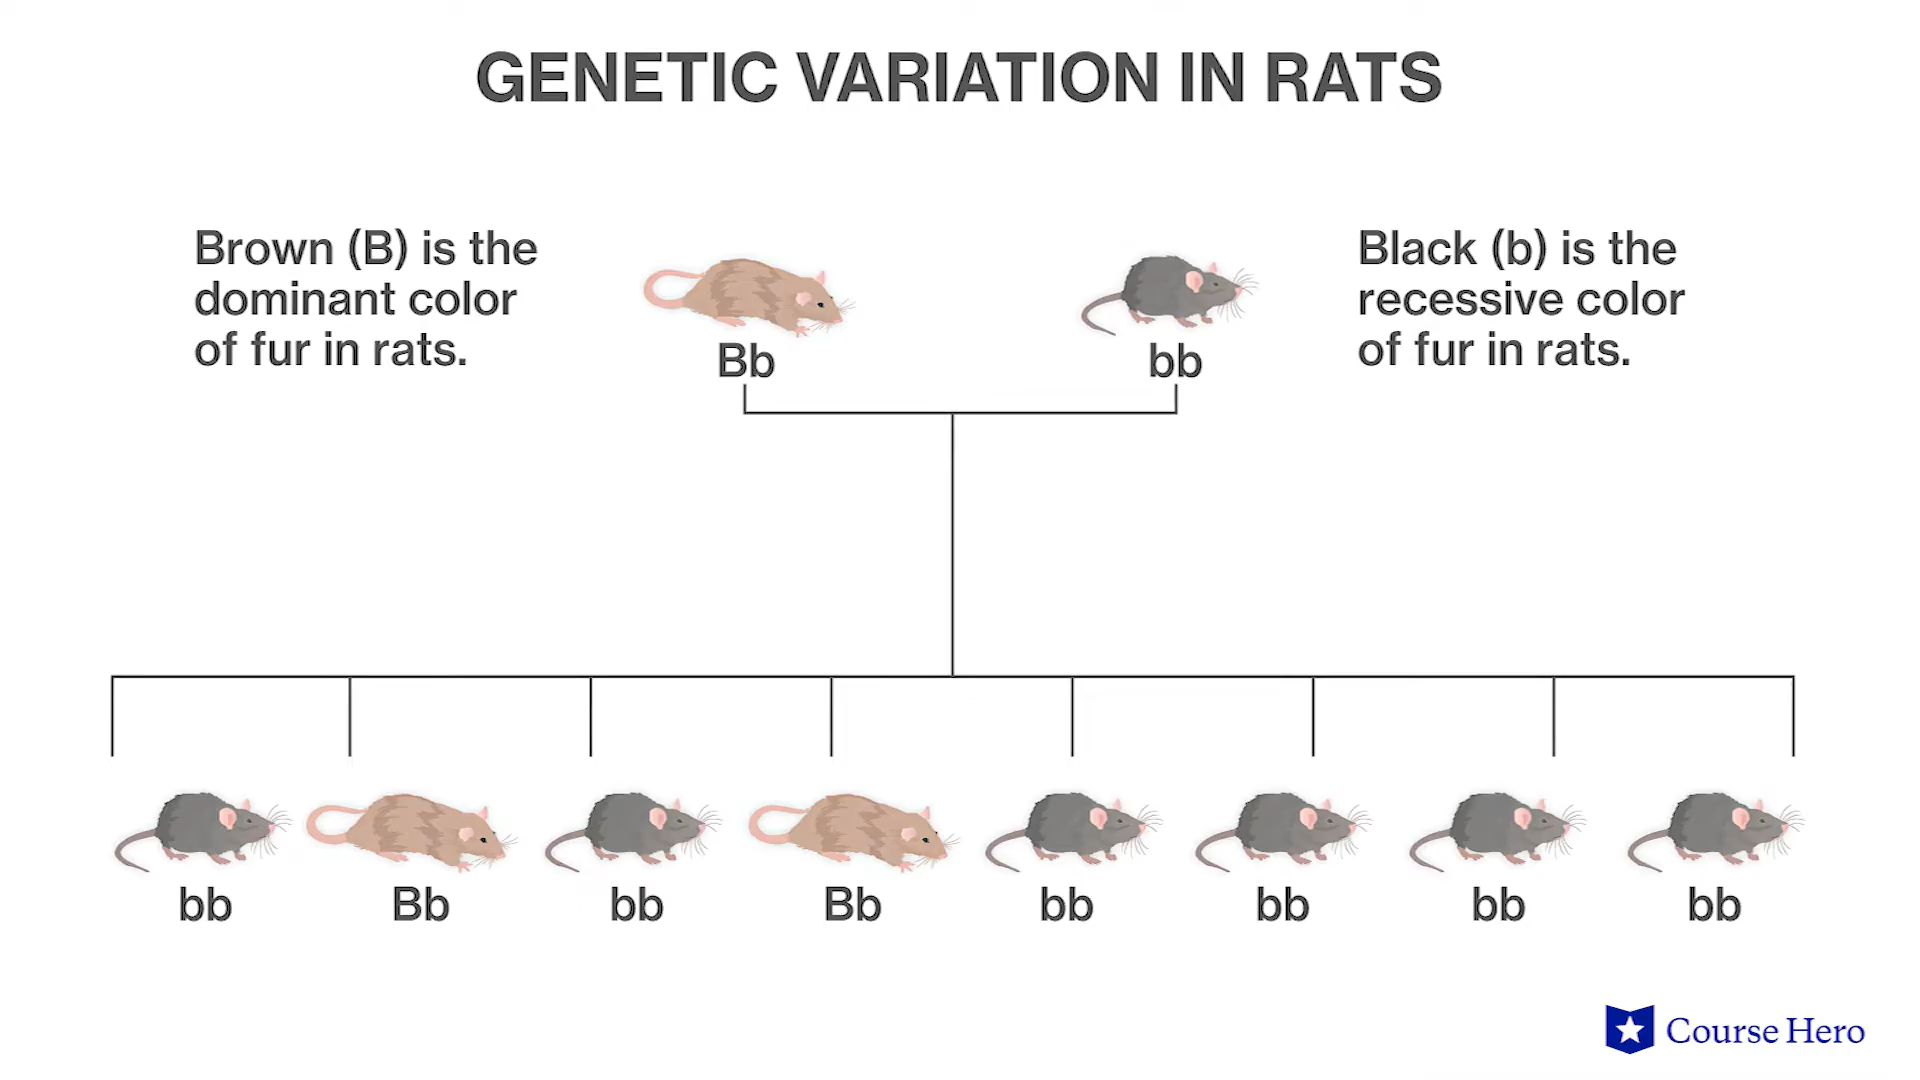 GENETIC VARIATION IN RATS
Brown (B) is the
dominant color
of fur in rats.
Black (b) is the
recessive color
of fur in rats.
Bb
bb
bb
Bb
bb
Bb
bb
bb
bb
bb
Course Hero